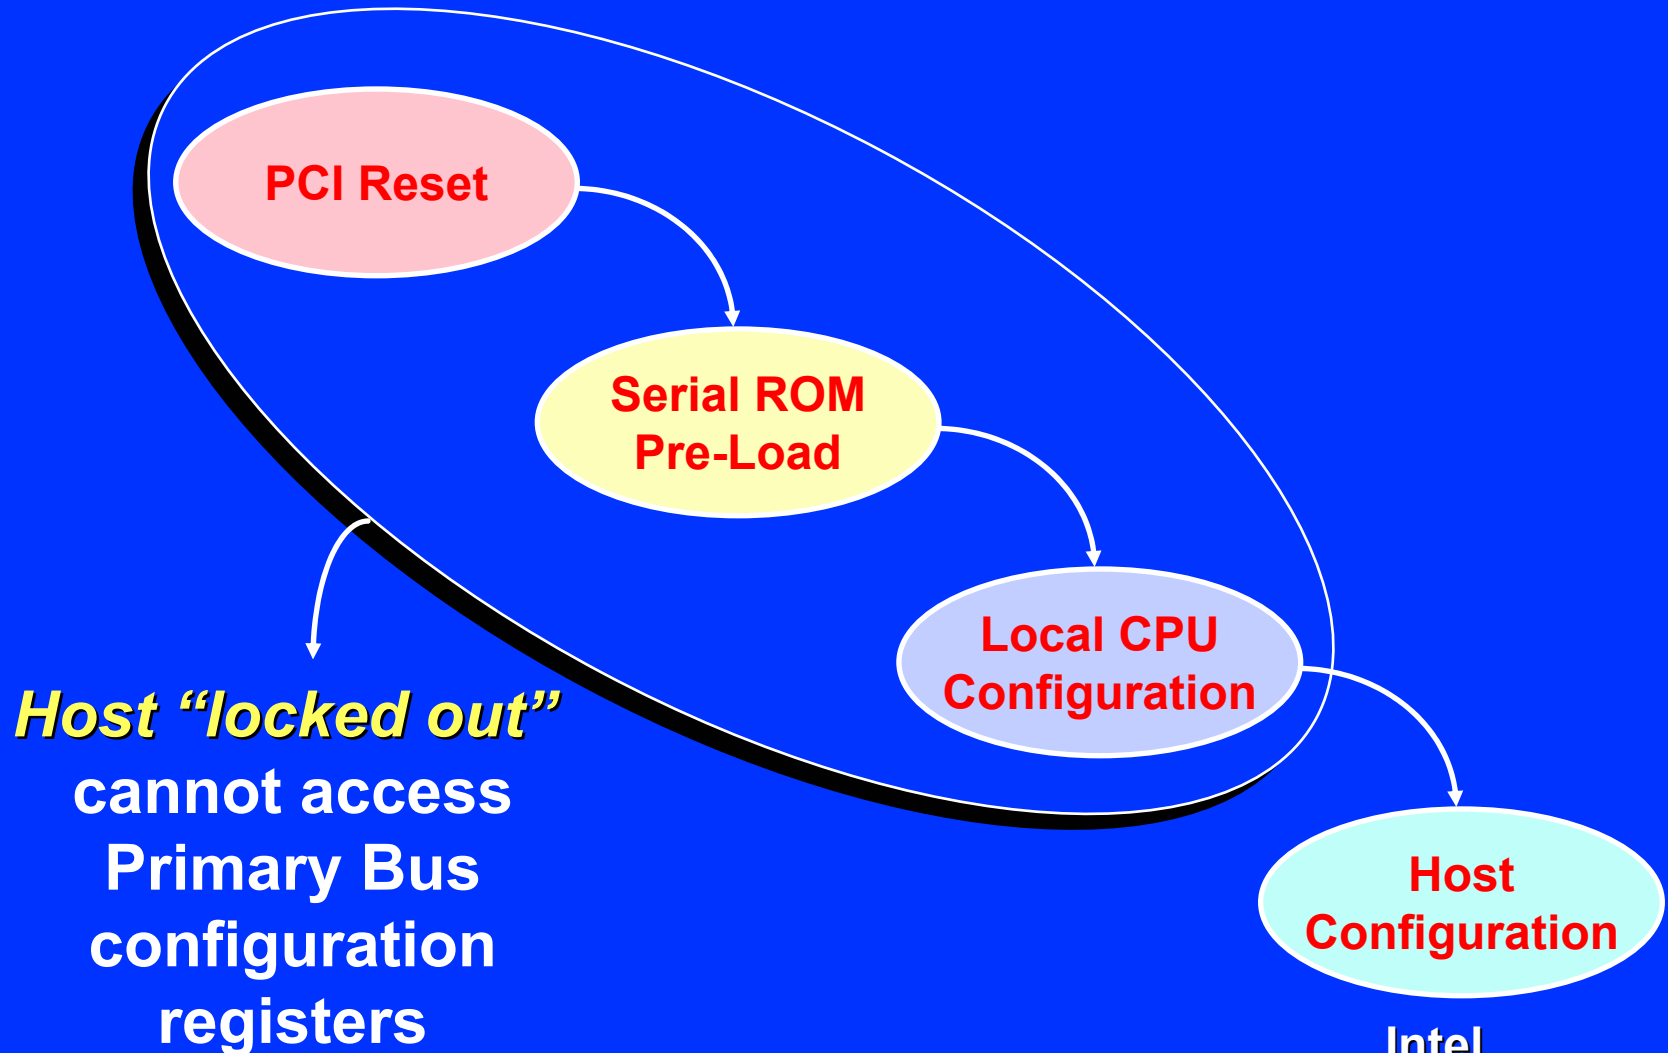 PCI Reset
Serial ROM
Pre-Load
Local CPU
Configuration
Host “locked out”
cannot access
Primary Bus
configuration
registers
Host
Configuration
Intel